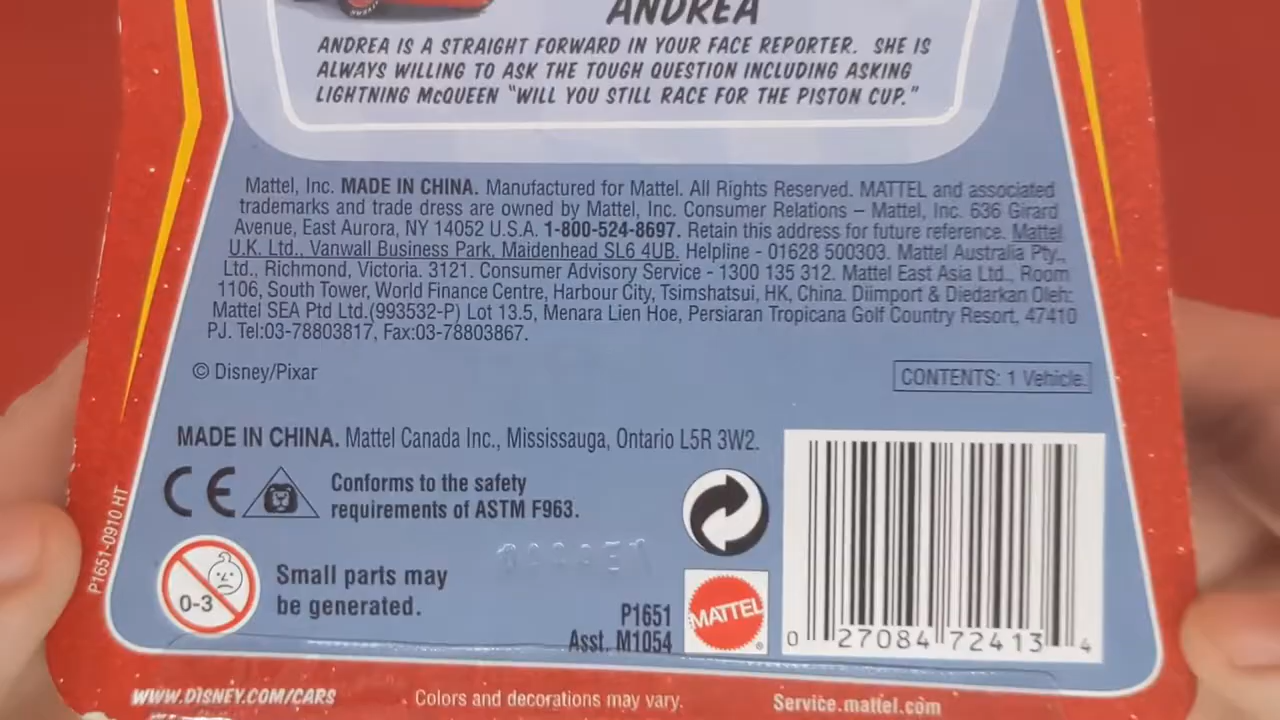 ANDREA
ANDREA IS A STRAIGHT FORWARD IN YOUR FACE REPORTER. SHE IS
ALWAYS WILLING TO ASK THE TOUGH QUESTION INCLUDING ASKING
LIGHTNING McQUEEN "WILL YOU STILL RACE FOR THE PISTON CUP."
Mattel, Inc. MADE IN CHINA. Manufactured for Mattel. All Rights Reserved. MATTEL and associated
trademarks and trade dress are owned by Mattel, Inc. Consumer Relations – Mattel, Inc. 636 Girard
Avenue, East Aurora, NY 14052 U.S.A. 1-800-524-8697. Retain this address for future reference. Mattel
U.K. Ltd., Vanwall Business Park, Maidenhead SL6 4UB. Helpline - 01628 500303. Mattel Australia Pty.,
Ltd., Richmond, Victoria. 3121. Consumer Advisory Service - 1300 135 312. Mattel East Asia Ltd., Room
1106, South Tower, World Finance Centre, Harbour City, Tsimshatsui, HK, China. Diimport & Diedarkan Oleh:
Mattel SEA Ptd Ltd.(993532-P) Lot 13.5, Menara Lien Hoe, Persiaran Tropicana Golf Country Resort, 47410
PJ. Tel:03-78803817, Fax:03-78803867.
© Disney/Pixar
CONTENTS: 1 Vehicle.
MADE IN CHINA. Mattel Canada Inc., Mississauga, Ontario L5R 3W2.
CE
Conforms to the safety
requirements of ASTM F963.
P1651-0910 HT
0-3
Small parts may
be generated.
P1651
Asst. M1054
MATTEL
®
0 27084 72413 4
WWW.DISNEY.COM/CARS
Colors and decorations may vary.
Service.mattel.com